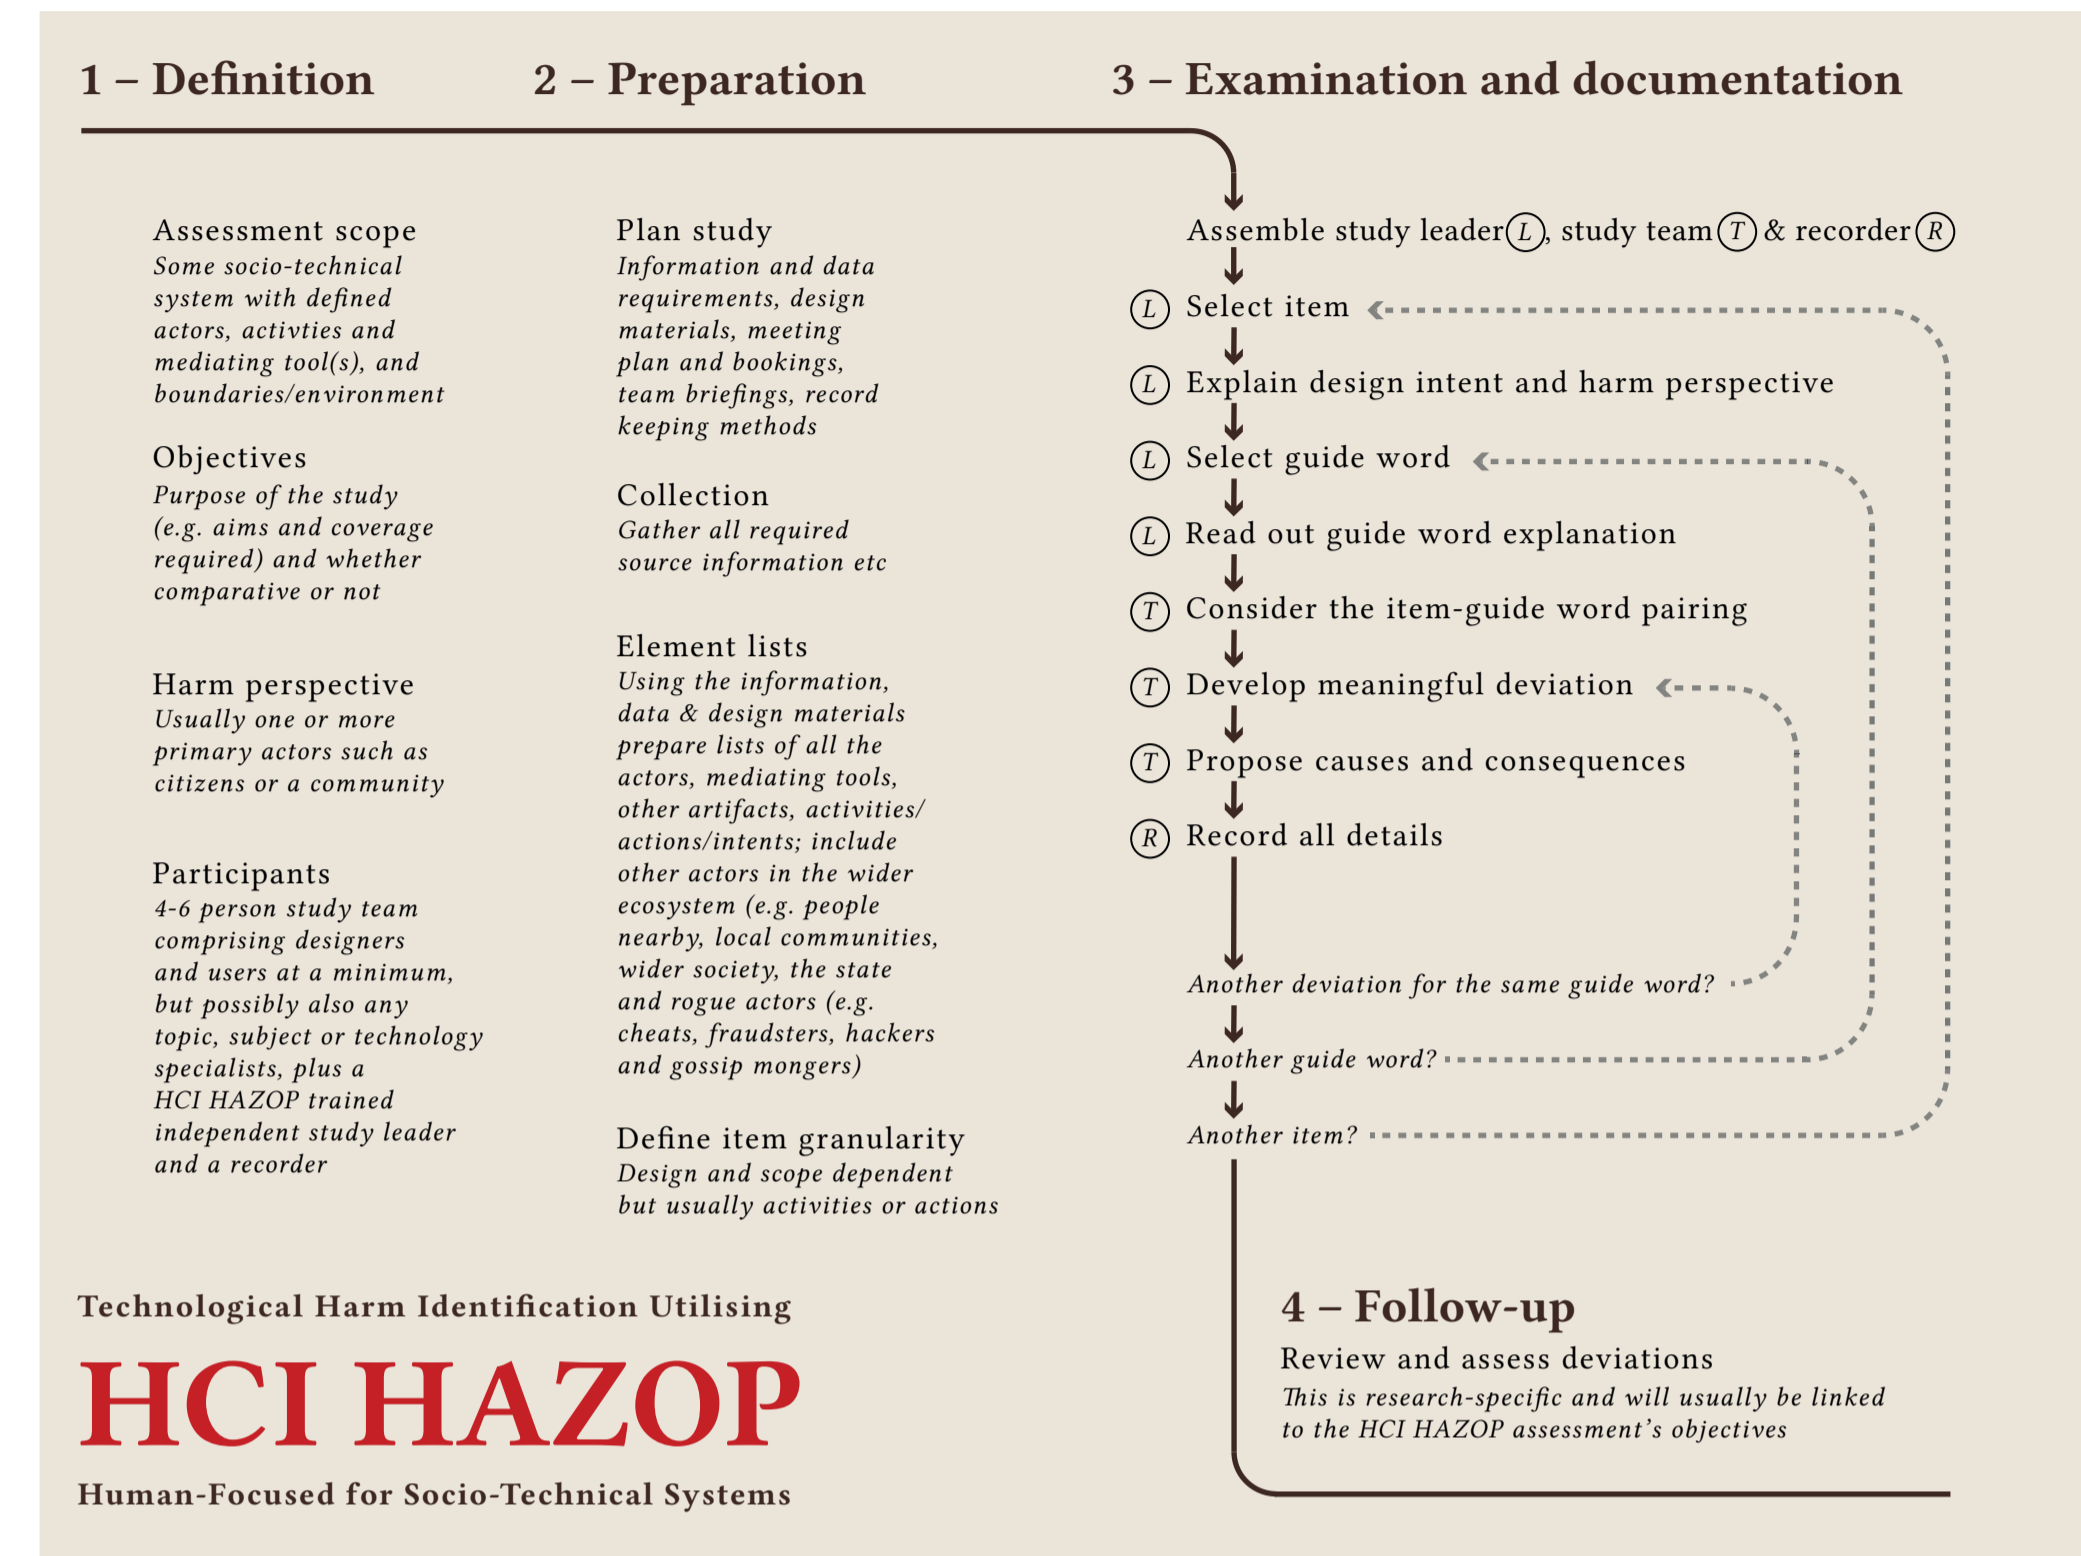 1 – Definition
2 – Preparation
3 – Examination and documentation
Assessment scope
Some socio-technical
system with defined
actors, activties and
mediating tool(s), and
boundaries/environment
Objectives
Purpose of the study
(e.g. aims and coverage
required) and whether
comparative or not
Harm perspective
Usually one or more
primary actors such as
citizens or a community
Participants
4-6 person study team
comprising designers
and users at a minimum,
but possibly also any
topic, subject or technology
specialists, plus a
HCI HAZOP trained
independent study leader
and a recorder
Plan study
Information and data
requirements, design
materials, meeting
plan and bookings,
team briefings, record
keeping methods
Collection
Gather all required
source information etc
Element lists
Using the information,
data & design materials
prepare lists of all the
actors, mediating tools,
other artifacts, activities/
actions/intents; include
other actors in the wider
ecosystem (e.g. people
nearby, local communities,
wider society, the state
and rogue actors (e.g.
cheats, fraudsters, hackers
and gossip mongers)
Define item granularity
Design and scope dependent
but usually activities or actions
Assemble study leader L, study team T & recorder R
L Select item
L Explain design intent and harm perspective
L Select guide word
L Read out guide word explanation
T Consider the item-guide word pairing
T Develop meaningful deviation
T Propose causes and consequences
R Record all details
Another deviation for the same guide word?
Another guide word?
Another item?
4 – Follow-up
Review and assess deviations
This is research-specific and will usually be linked
to the HCI HAZOP assessment's objectives
Technological Harm Identification Utilising
HCI HAZOP
Human-Focused for Socio-Technical Systems